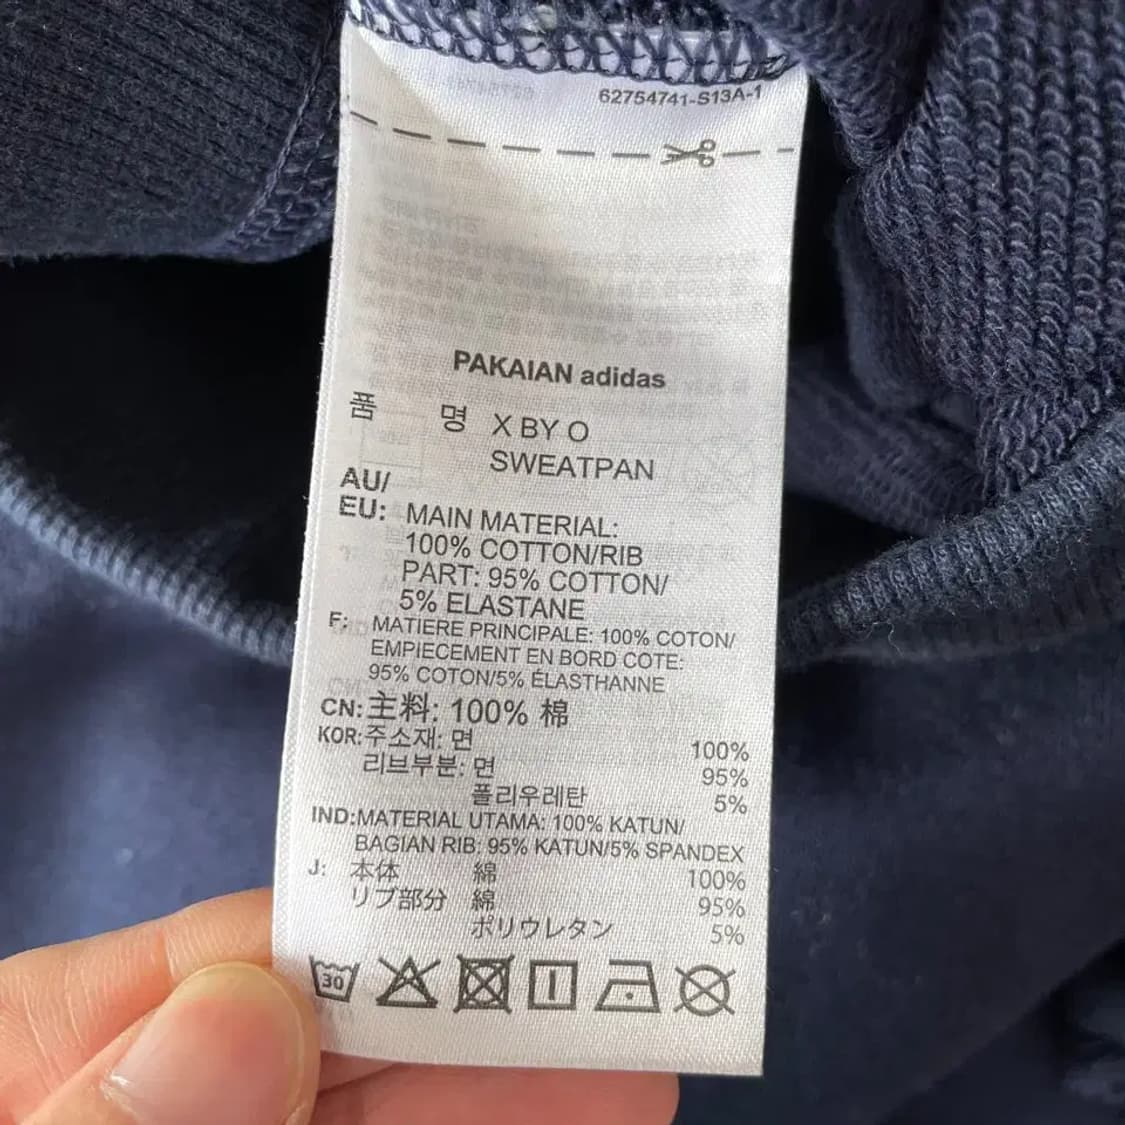 62754741-S13A-1
PAKAIAN adidas
품 명 X BY O
SWEATPAN
AU/
EU: MAIN MATERIAL:
100% COTTON/RIB
PART: 95% COTTON/
5% ELASTANE
F: MATIERE PRINCIPALE: 100% COTON/
EMPIECEMENT EN BORD COTE:
95% COTON/5% ÉLASTHANNE
CN: 主料: 100% 棉
KOR: 주소재: 면 100%
리브부분: 면 95%
폴리우레탄 5%
IND: MATERIAL UTAMA: 100% KATUN/
BAGIAN RIB: 95% KATUN/5% SPANDEX
J: 本体 綿 100%
リブ部分 綿 95%
ポリウレタン 5%
30